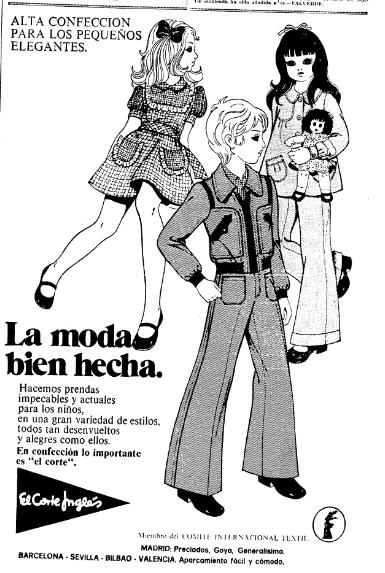 ALTA CONFECCION
PARA LOS PEQUEÑOS
ELEGANTES.
La moda
bien hecha.
Hacemos prendas
impecables y actuales
para los niños,
en una gran variedad de estilos,
todos tan desenvueltos
y alegres como ellos.
En confección lo importante
es "el corte".
El Corte Inglés
Miembro del COMITE INTERNACIONAL TEXTIL
MADRID: Preciados, Goya, Generalísimo.
BARCELONA - SEVILLA - BILBAO - VALENCIA. Aparcamiento fácil y cómodo.